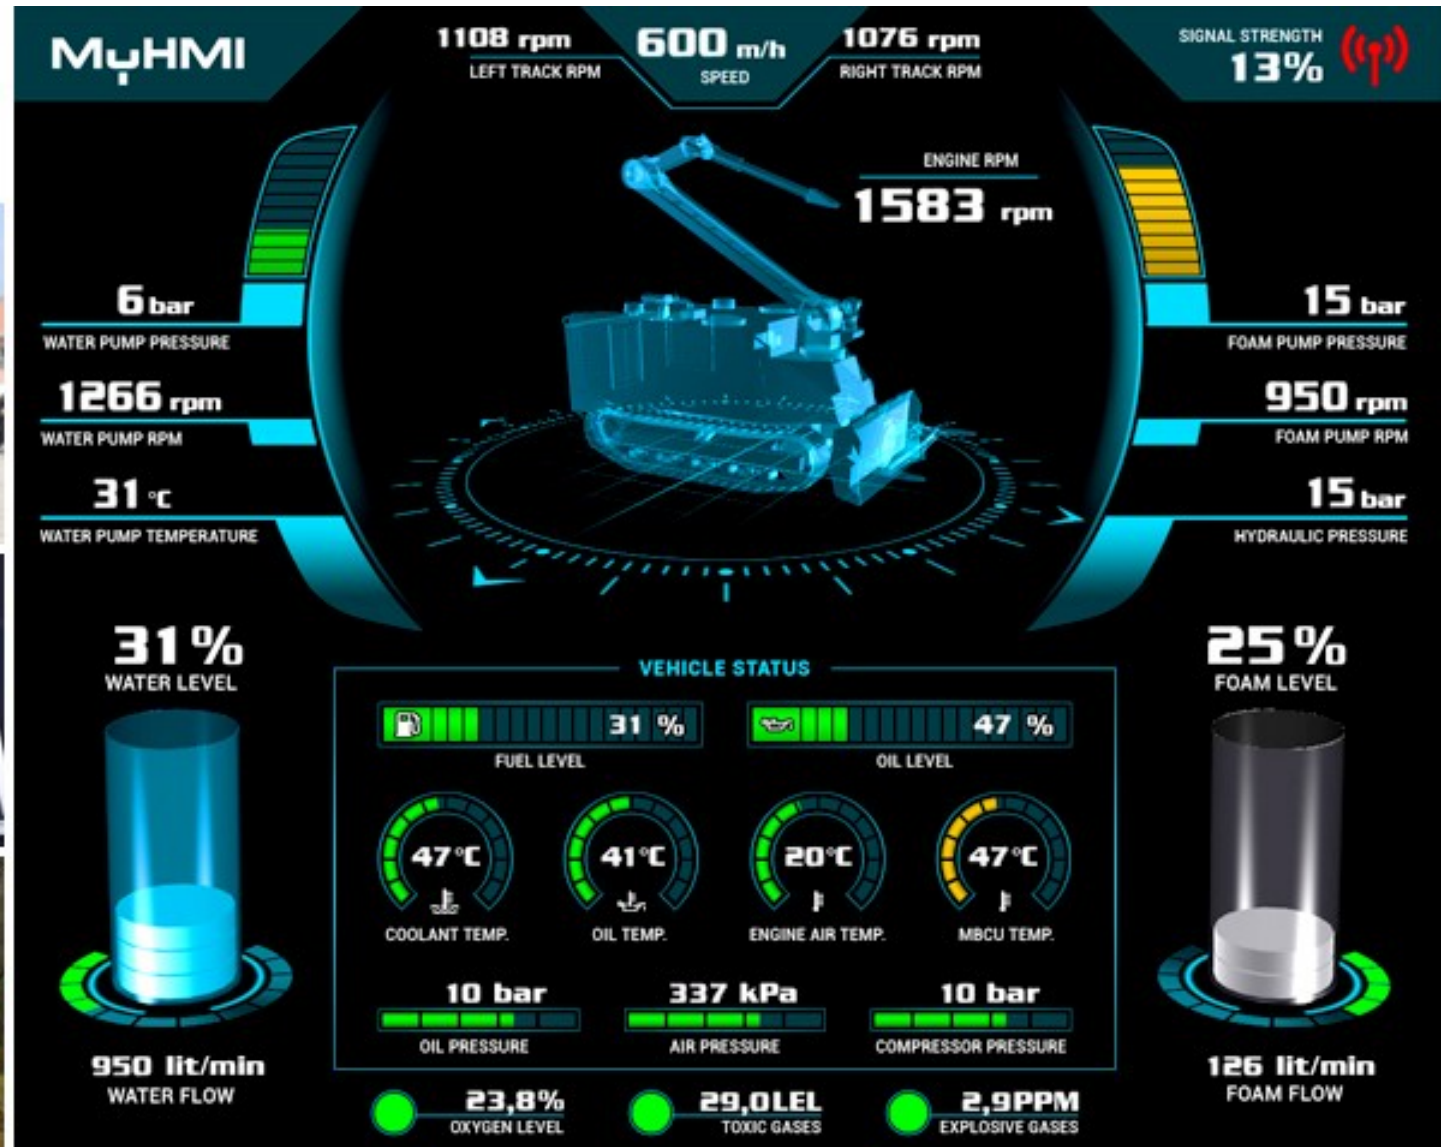 MyHMI
1108 rpm
LEFT TRACK RPM
600 m/h
SPEED
1076 rpm
RIGHT TRACK RPM
SIGNAL STRENGTH
13%
ENGINE RPM
1583 rpm
6 bar
WATER PUMP PRESSURE
1266 rpm
WATER PUMP RPM
31 °C
WATER PUMP TEMPERATURE
15 bar
FOAM PUMP PRESSURE
950 rpm
FOAM PUMP RPM
15 bar
HYDRAULIC PRESSURE
31%
WATER LEVEL
950 lit/min
WATER FLOW
VEHICLE STATUS
31 %
FUEL LEVEL
47 %
OIL LEVEL
47°C
COOLANT TEMP.
41°C
OIL TEMP.
20°C
ENGINE AIR TEMP.
47°C
MBCU TEMP.
10 bar
OIL PRESSURE
337 kPa
AIR PRESSURE
10 bar
COMPRESSOR PRESSURE
23,8%
OXYGEN LEVEL
29,0LEL
TOXIC GASES
2,9PPM
EXPLOSIVE GASES
25%
FOAM LEVEL
126 lit/min
FOAM FLOW